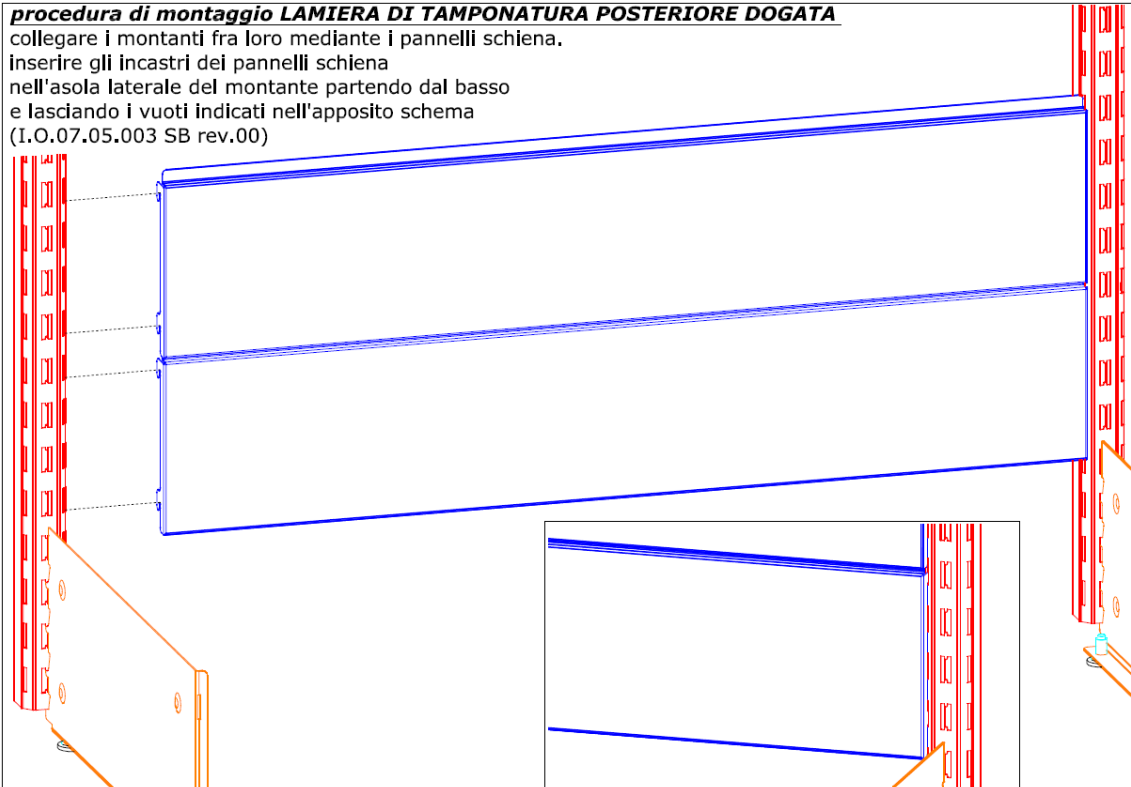 procedura di montaggio LAMIERA DI TAMPONATURA POSTERIORE DOGATA
collegare i montanti fra loro mediante i pannelli schiena.
inserire gli incastri dei pannelli schiena
nell'asola laterale del montante partendo dal basso
e lasciando i vuoti indicati nell'apposito schema
(I.O.07.05.003 SB rev.00)